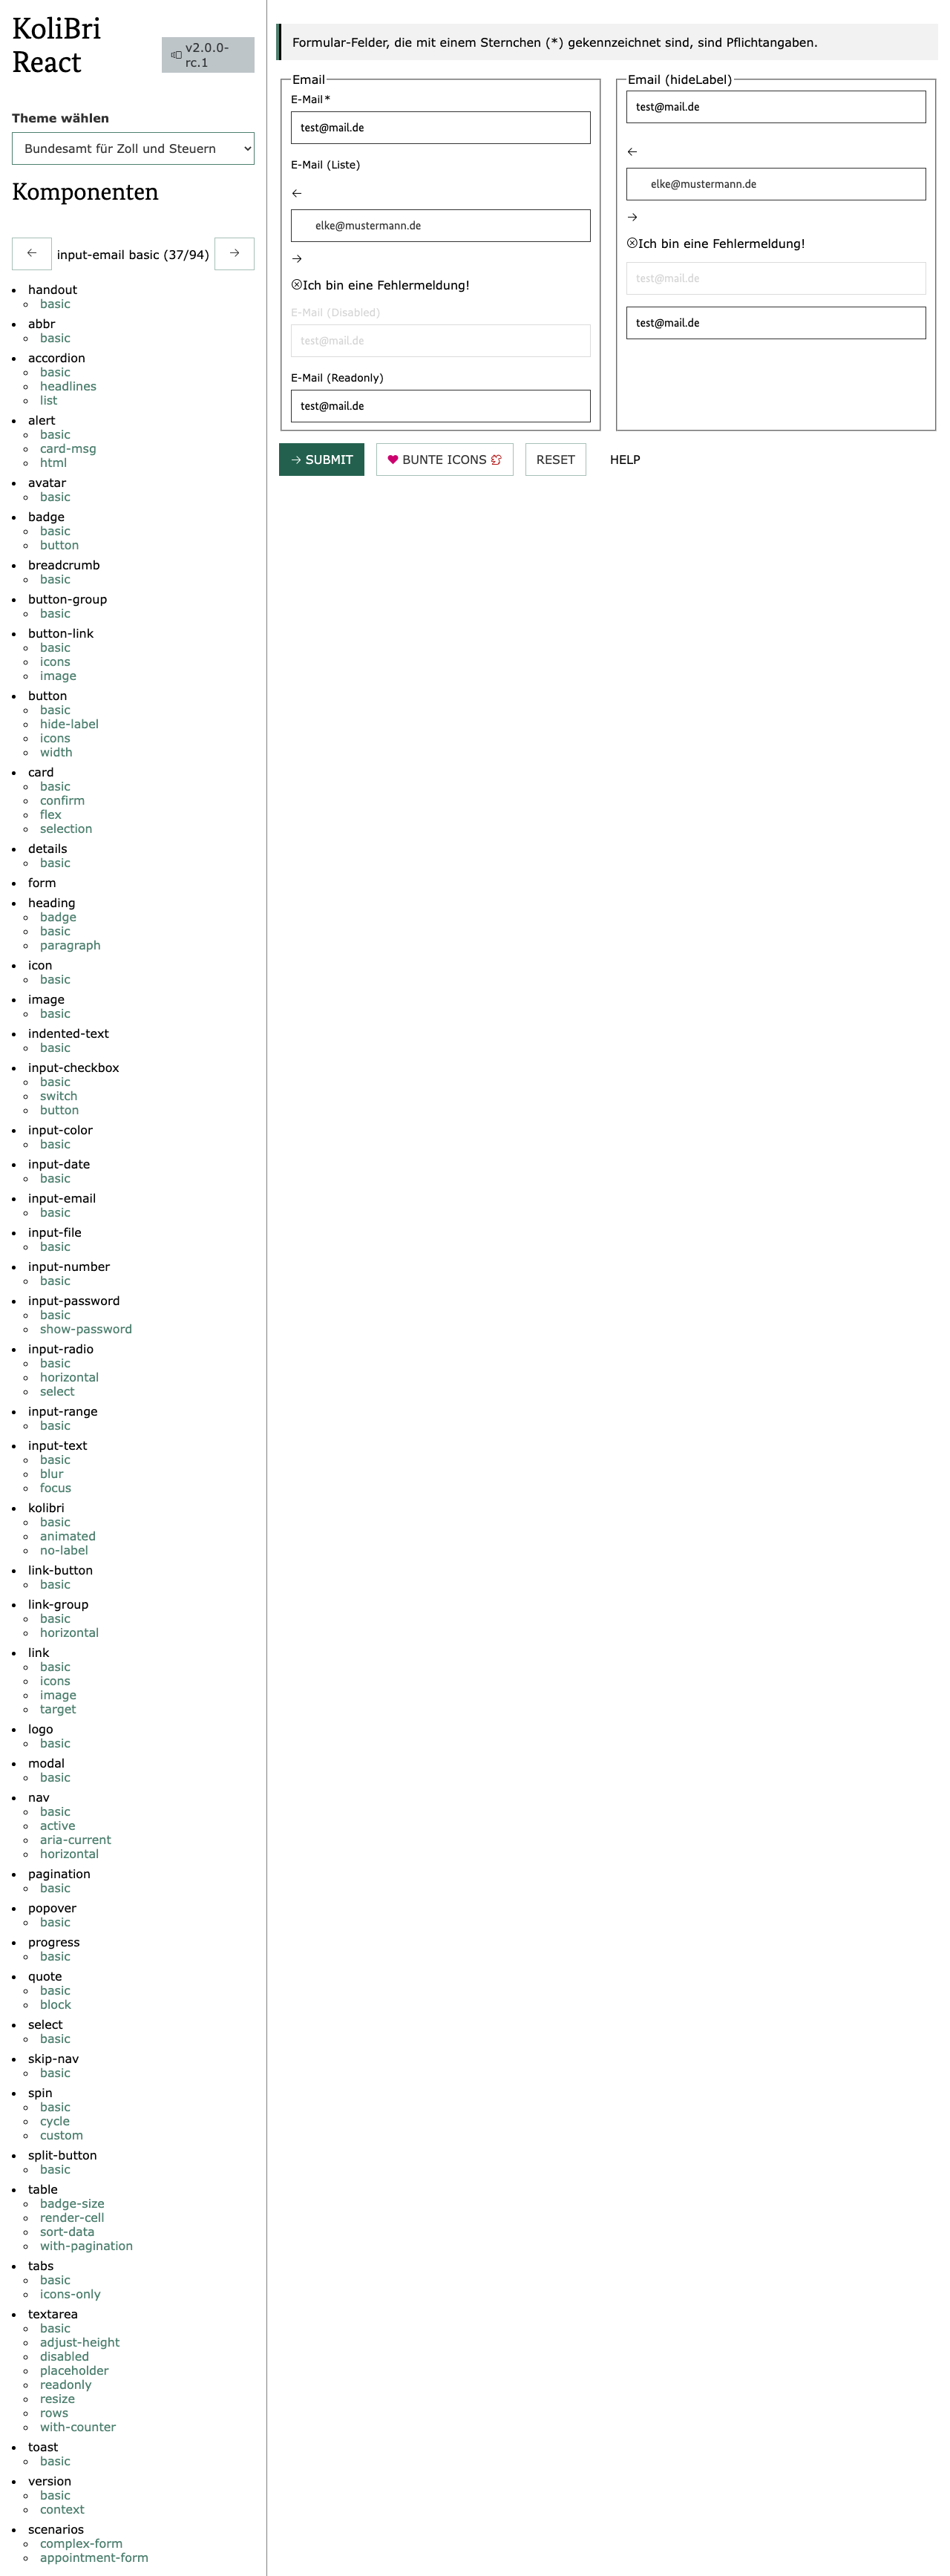 KoliBri
React
v2.0.0-
rc.1
Theme wählen
Bundesamt für Zoll und Steuern
Komponenten
← input-email basic (37/94) →
handout
basic
abbr
basic
accordion
basic
headlines
list
alert
basic
card-msg
html
avatar
basic
badge
basic
button
breadcrumb
basic
button-group
basic
button-link
basic
icons
image
button
basic
hide-label
icons
width
card
basic
confirm
flex
selection
details
basic
form
heading
badge
basic
paragraph
icon
basic
image
basic
indented-text
basic
input-checkbox
basic
switch
button
input-color
basic
input-date
basic
input-email
basic
input-file
basic
input-number
basic
input-password
basic
show-password
input-radio
basic
horizontal
select
input-range
basic
input-text
basic
blur
focus
kolibri
basic
animated
no-label
link-button
basic
link-group
basic
horizontal
link
basic
icons
image
target
logo
basic
modal
basic
nav
basic
active
aria-current
horizontal
pagination
basic
popover
basic
progress
basic
quote
basic
block
select
basic
skip-nav
basic
spin
basic
cycle
custom
split-button
basic
table
badge-size
render-cell
sort-data
with-pagination
tabs
basic
icons-only
textarea
basic
adjust-height
disabled
placeholder
readonly
resize
rows
with-counter
toast
basic
version
basic
context
scenarios
complex-form
appointment-form
Formular-Felder, die mit einem Sternchen (*) gekennzeichnet sind, sind Pflichtangaben.
Email
E-Mail*
test@mail.de
E-Mail (Liste)
←
elke@mustermann.de
→
Ich bin eine Fehlermeldung!
E-Mail (Disabled)
test@mail.de
E-Mail (Readonly)
test@mail.de
Email (hideLabel)
test@mail.de
←
elke@mustermann.de
→
Ich bin eine Fehlermeldung!
test@mail.de
test@mail.de
→ SUBMIT
BUNTE ICONS
RESET
HELP